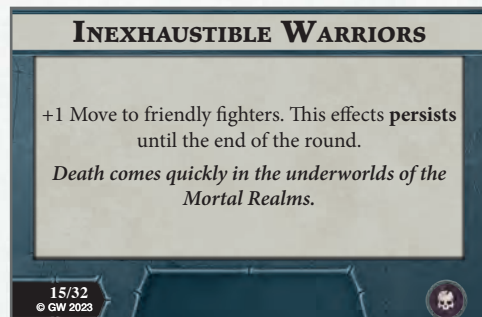 Inexhaustible Warriors
+1 Move to friendly fighters. This effects persists
until the end of the round.
Death comes quickly in the underworlds of the
Mortal Realms.
15/32
© GW 2023